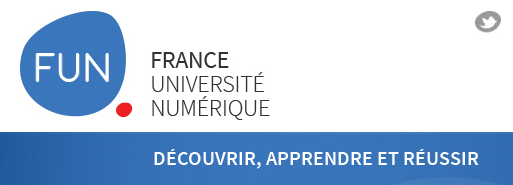 FUN
FRANCE
UNIVERSITÉ
NUMÉRIQUE
DÉCOUVRIR, APPRENDRE ET RÉUSSIR